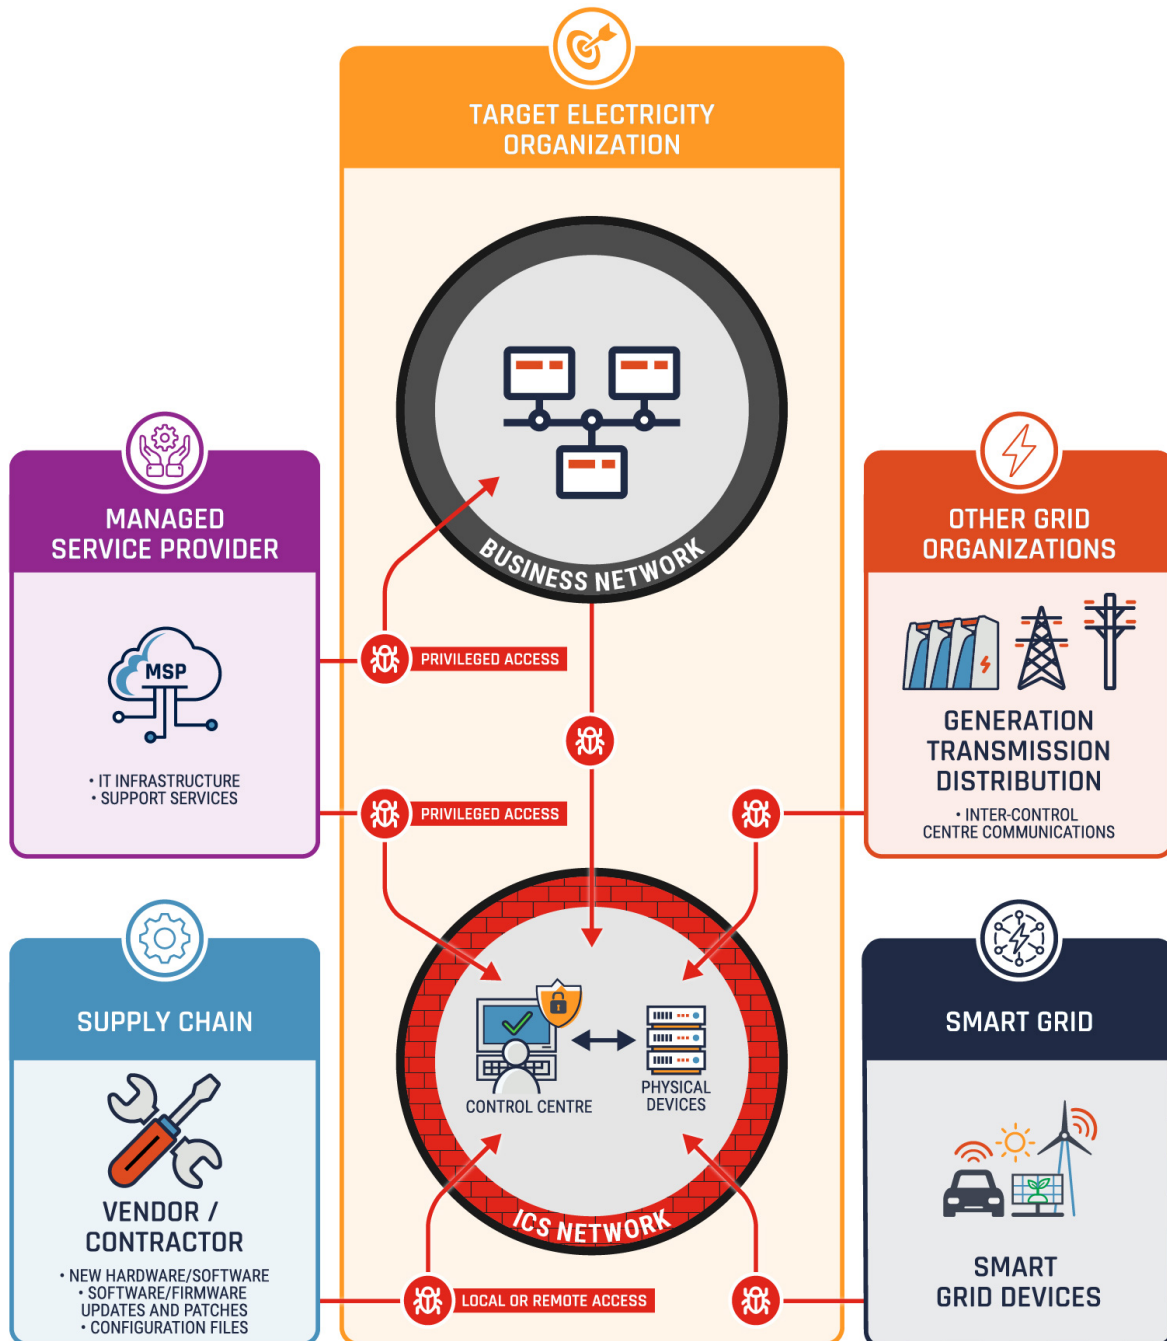 TARGET ELECTRICITY
ORGANIZATION
BUSINESS NETWORK
MANAGED
SERVICE PROVIDER
MSP
• IT INFRASTRUCTURE
• SUPPORT SERVICES
PRIVILEGED ACCESS
PRIVILEGED ACCESS
OTHER GRID
ORGANIZATIONS
GENERATION
TRANSMISSION
DISTRIBUTION
• INTER-CONTROL
CENTRE COMMUNICATIONS
SUPPLY CHAIN
VENDOR /
CONTRACTOR
• NEW HARDWARE/SOFTWARE
• SOFTWARE/FIRMWARE
UPDATES AND PATCHES
• CONFIGURATION FILES
CONTROL CENTRE
PHYSICAL
DEVICES
ICS NETWORK
LOCAL OR REMOTE ACCESS
SMART GRID
SMART
GRID DEVICES